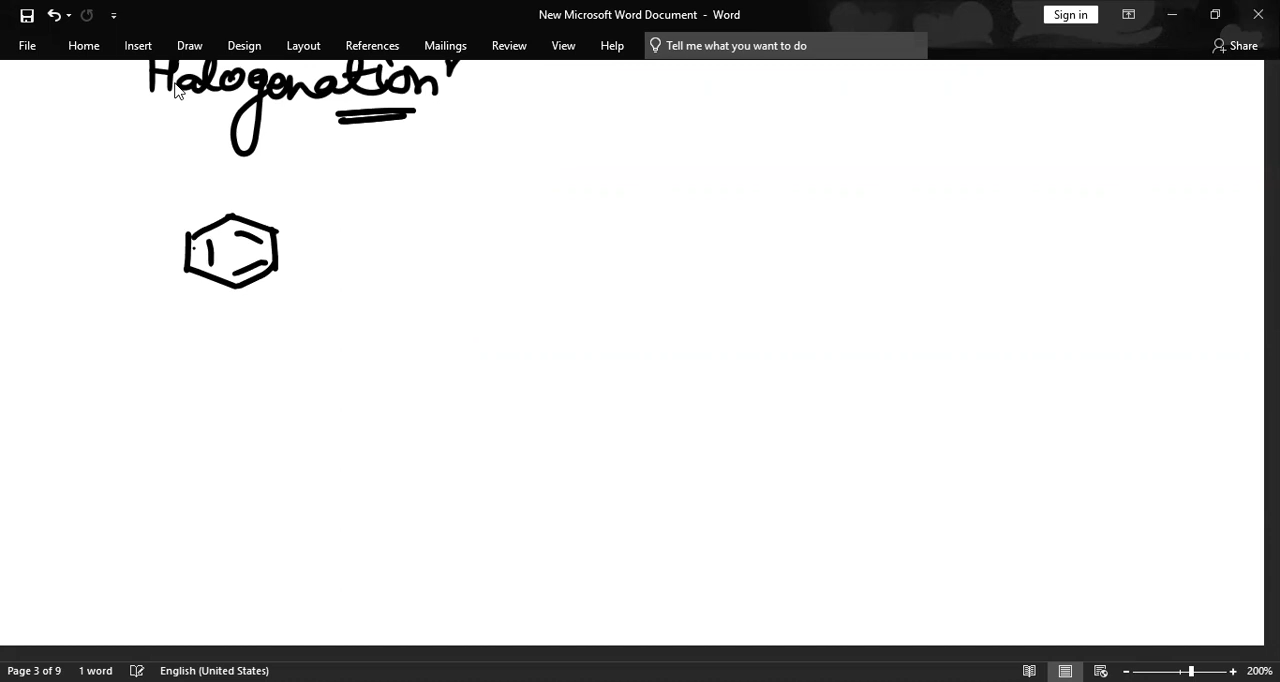 New Microsoft Word Document - Word
Sign in
File Home Insert Draw Design Layout References Mailings Review View Help Tell me what you want to do Share
Halogenation
Page 3 of 9 1 word English (United States) 200%